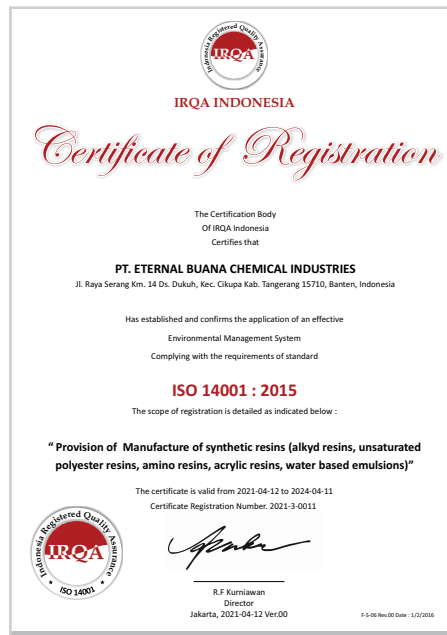 Indonesia Registered Quality Assurance
IRQA
IRQA INDONESIA
Certificate of Registration
The Certification Body
Of IRQA Indonesia
Certifies that
PT. ETERNAL BUANA CHEMICAL INDUSTRIES
Jl. Raya Serang Km. 14 Ds. Dukuh, Kec. Cikupa Kab. Tangerang 15710, Banten, Indonesia
Has established and confirms the application of an effective
Environmental Management System
Complying with the requirements of standard
ISO 14001 : 2015
The scope of registration is detailed as indicated below :
“ Provision of Manufacture of synthetic resins (alkyd resins, unsaturated
polyester resins, amino resins, acrylic resins, water based emulsions)”
The certificate is valid from 2021-04-12 to 2024-04-11
Certificate Registration Number. 2021-3-0011
Indonesia Registered Quality Assurance
IRQA
ISO 14001
R.F Kurniawan
Director
Jakarta, 2021-04-12 Ver.00
F-S-06 Rev.00 Date : 1/2/2016